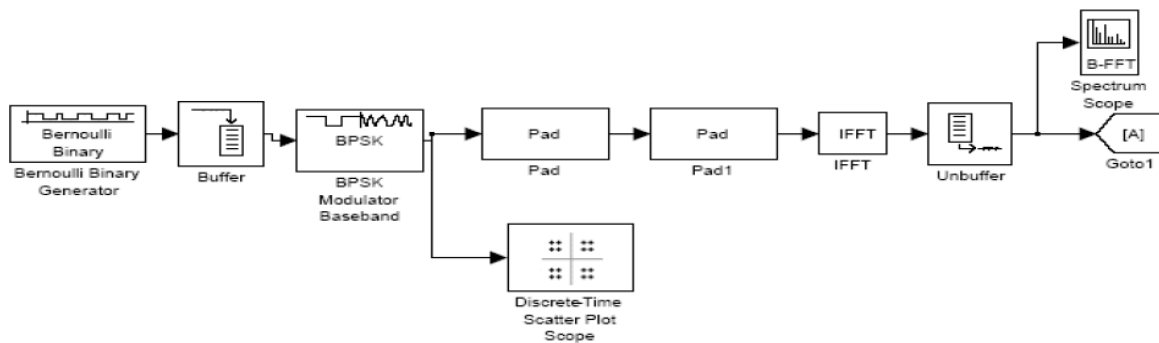 Bernoulli
Binary
Bernoulli Binary
Generator
Buffer
BPSK
BPSK
Modulator
Baseband
Pad
Pad
Pad
Pad1
IFFT
IFFT
Unbuffer
B-FFT
Spectrum
Scope
[A]
Goto1
Discrete-Time
Scatter Plot
Scope